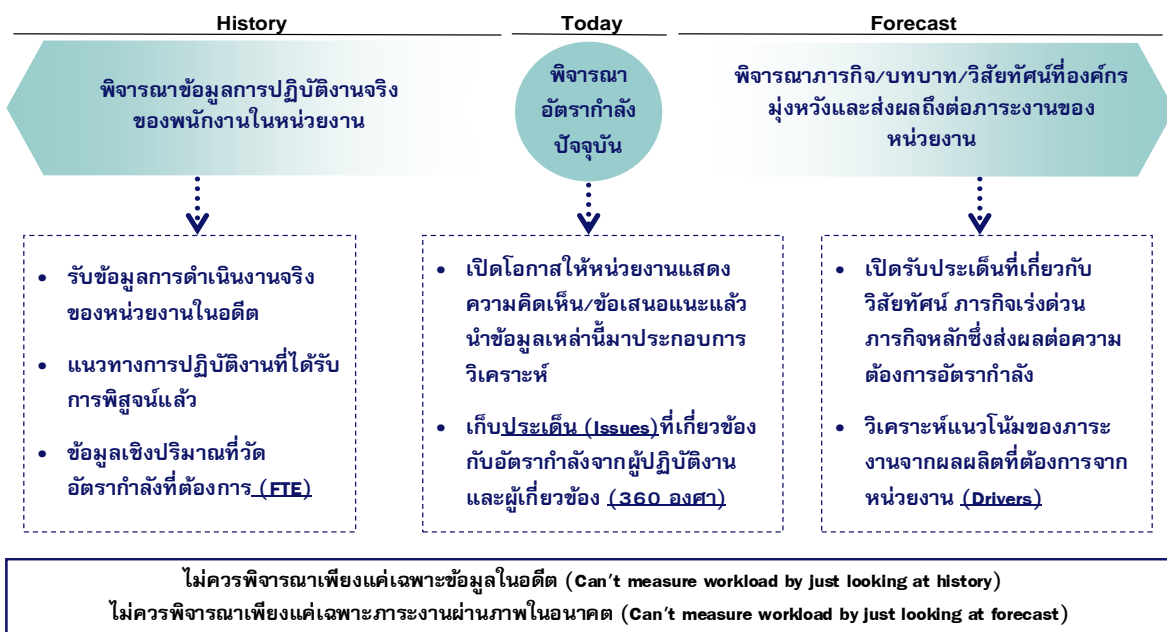 History
พิจารณาข้อมูลการปฏิบัติงานจริง
ของพนักงานในหน่วยงาน
• รับข้อมูลการดำเนินงานจริง
ของหน่วยงานในอดีต
• แนวทางการปฏิบัติงานที่ได้รับ
การพิสูจน์แล้ว
• ข้อมูลเชิงปริมาณที่วัด
อัตรากำลังที่ต้องการ (FTE)
Today
พิจารณา
อัตรากำลัง
ปัจจุบัน
• เปิดโอกาสให้หน่วยงานแสดง
ความคิดเห็น/ข้อเสนอแนะแล้ว
นำข้อมูลเหล่านี้มาประกอบการ
วิเคราะห์
• เก็บประเด็น (Issues)ที่เกี่ยวข้อง
กับอัตรากำลังจากผู้ปฏิบัติงาน
และผู้เกี่ยวข้อง (360 องศา)
Forecast
พิจารณาภารกิจ/บทบาท/วิสัยทัศน์ที่องค์กร
มุ่งหวังและส่งผลถึงต่อภาระงานของ
หน่วยงาน
• เปิดรับประเด็นที่เกี่ยวกับ
วิสัยทัศน์ ภารกิจเร่งด่วน
ภารกิจหลักซึ่งส่งผลต่อความ
ต้องการอัตรากำลัง
• วิเคราะห์แนวโน้มของภาระ
งานจากผลผลิตที่ต้องการจาก
หน่วยงาน (Drivers)
ไม่ควรพิจารณาเพียงแค่เฉพาะข้อมูลในอดีต (Can't measure workload by just looking at history)
ไม่ควรพิจารณาเพียงแค่เฉพาะภาระงานผ่านภาพในอนาคต (Can't measure workload by just looking at forecast)